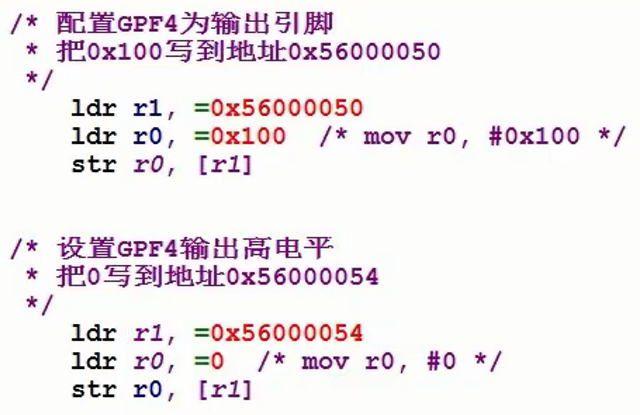 /* 配置GPF4为输出引脚
* 把0x100写到地址0x56000050
*/
ldr r1, =0x56000050
ldr r0, =0x100 /* mov r0, #0x100 */
str r0, [r1]
/* 设置GPF4输出高电平
* 把0写到地址0x56000054
*/
ldr r1, =0x56000054
ldr r0, =0 /* mov r0, #0 */
str r0, [r1]